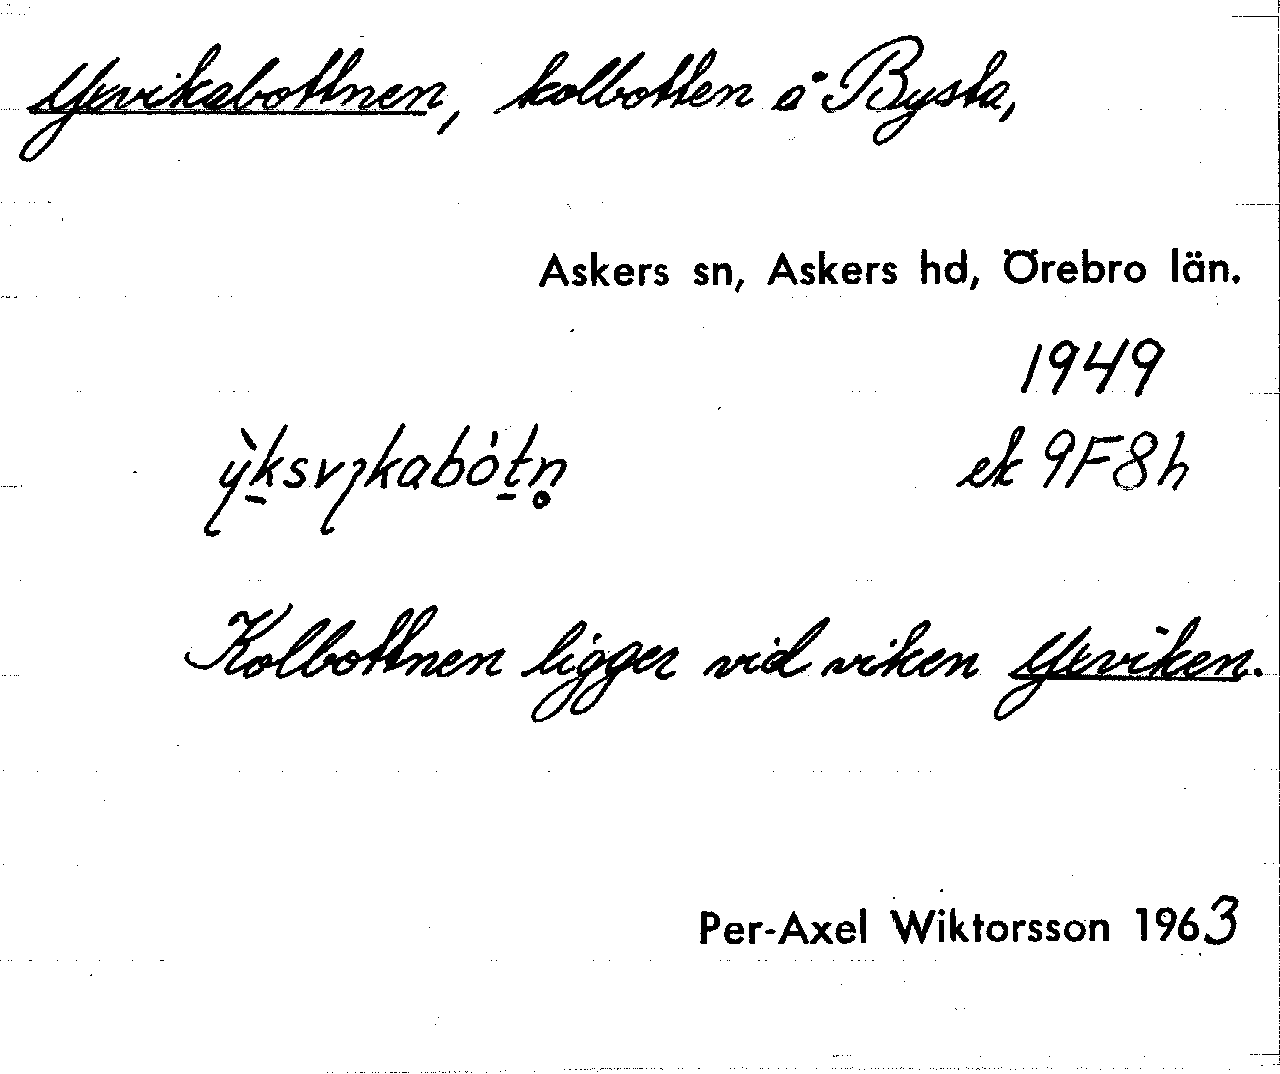 Yxvikabottnen, kolbotten å Bysta,
Askers sn, Askers hd, Örebro län.
1949
ek 9F8h
Kolbottnen ligger vid viken Yxviken.
Per-Axel Wiktorsson 1963